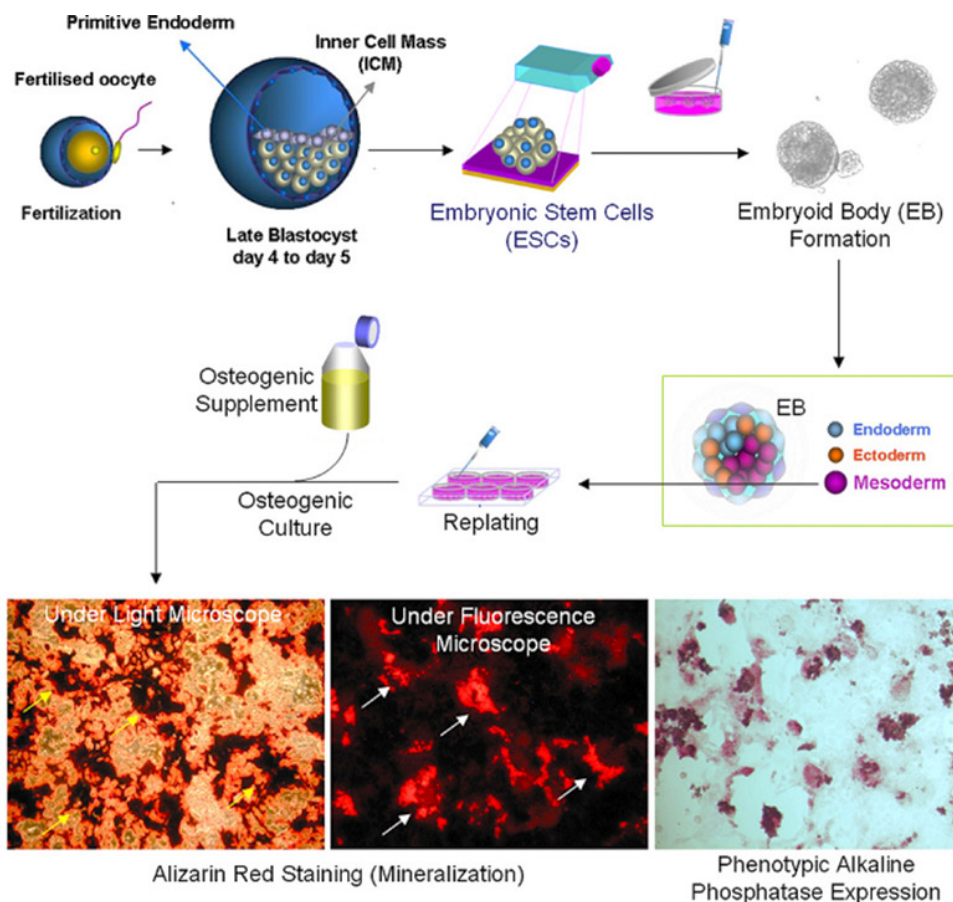 Primitive Endoderm
Inner Cell Mass
(ICM)
Fertilised oocyte
Fertilization
Late Blastocyst
day 4 to day 5
Embryonic Stem Cells
(ESCs)
Embryoid Body (EB)
Formation
Osteogenic
Supplement
EB
Endoderm
Ectoderm
Mesoderm
Osteogenic
Culture
Replating
Under Light Microscope
Under Fluorescence
Microscope
Alizarin Red Staining (Mineralization)
Phenotypic Alkaline
Phosphatase Expression